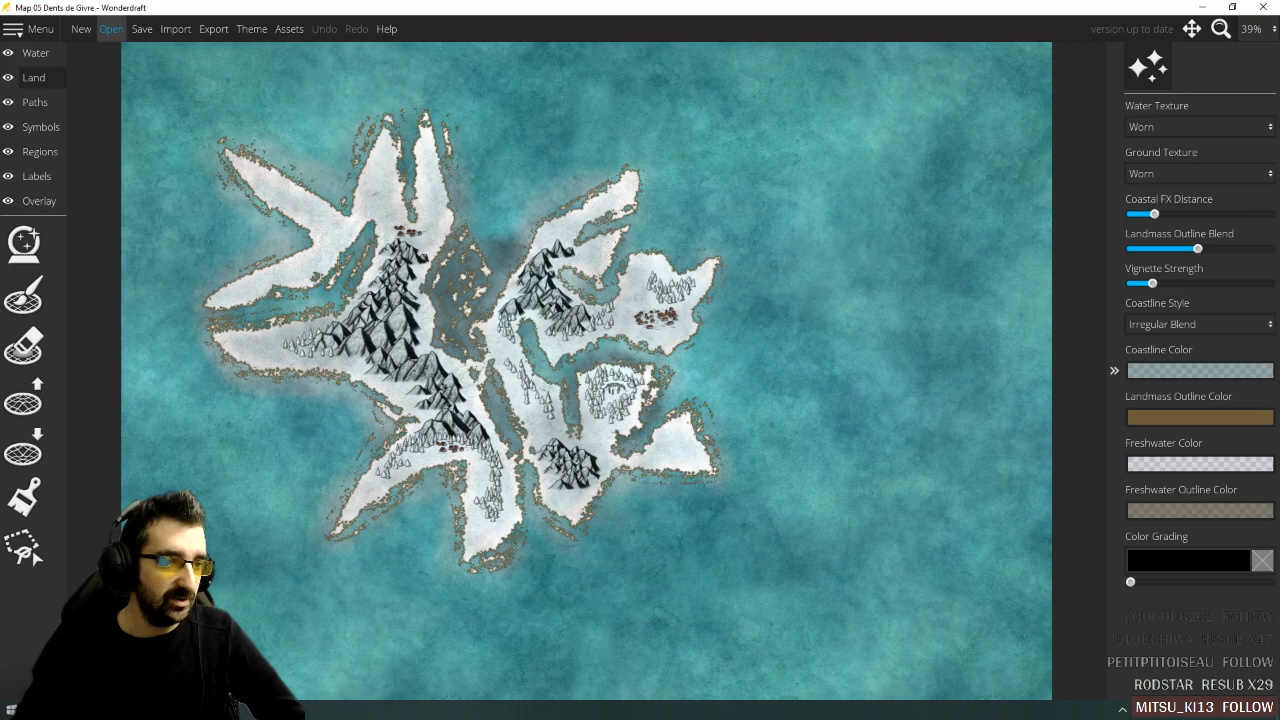 Map 05 Dents de Givre - Wonderdraft
Menu New Open Save Import Export Theme Assets Undo Redo Help version up to date 39%
Water
Land
Paths
Symbols
Regions
Labels
Overlay
Water Texture
Worn
Ground Texture
Worn
Coastal FX Distance
Landmass Outline Blend
Vignette Strength
Coastline Style
Irregular Blend
Coastline Color
Landmass Outline Color
Freshwater Color
Freshwater Outline Color
Color Grading
FOLLOW
RESUB X47
PETITPTITOISEAU FOLLOW
RODSTAR RESUB X29
MITSU_KI13 FOLLOW